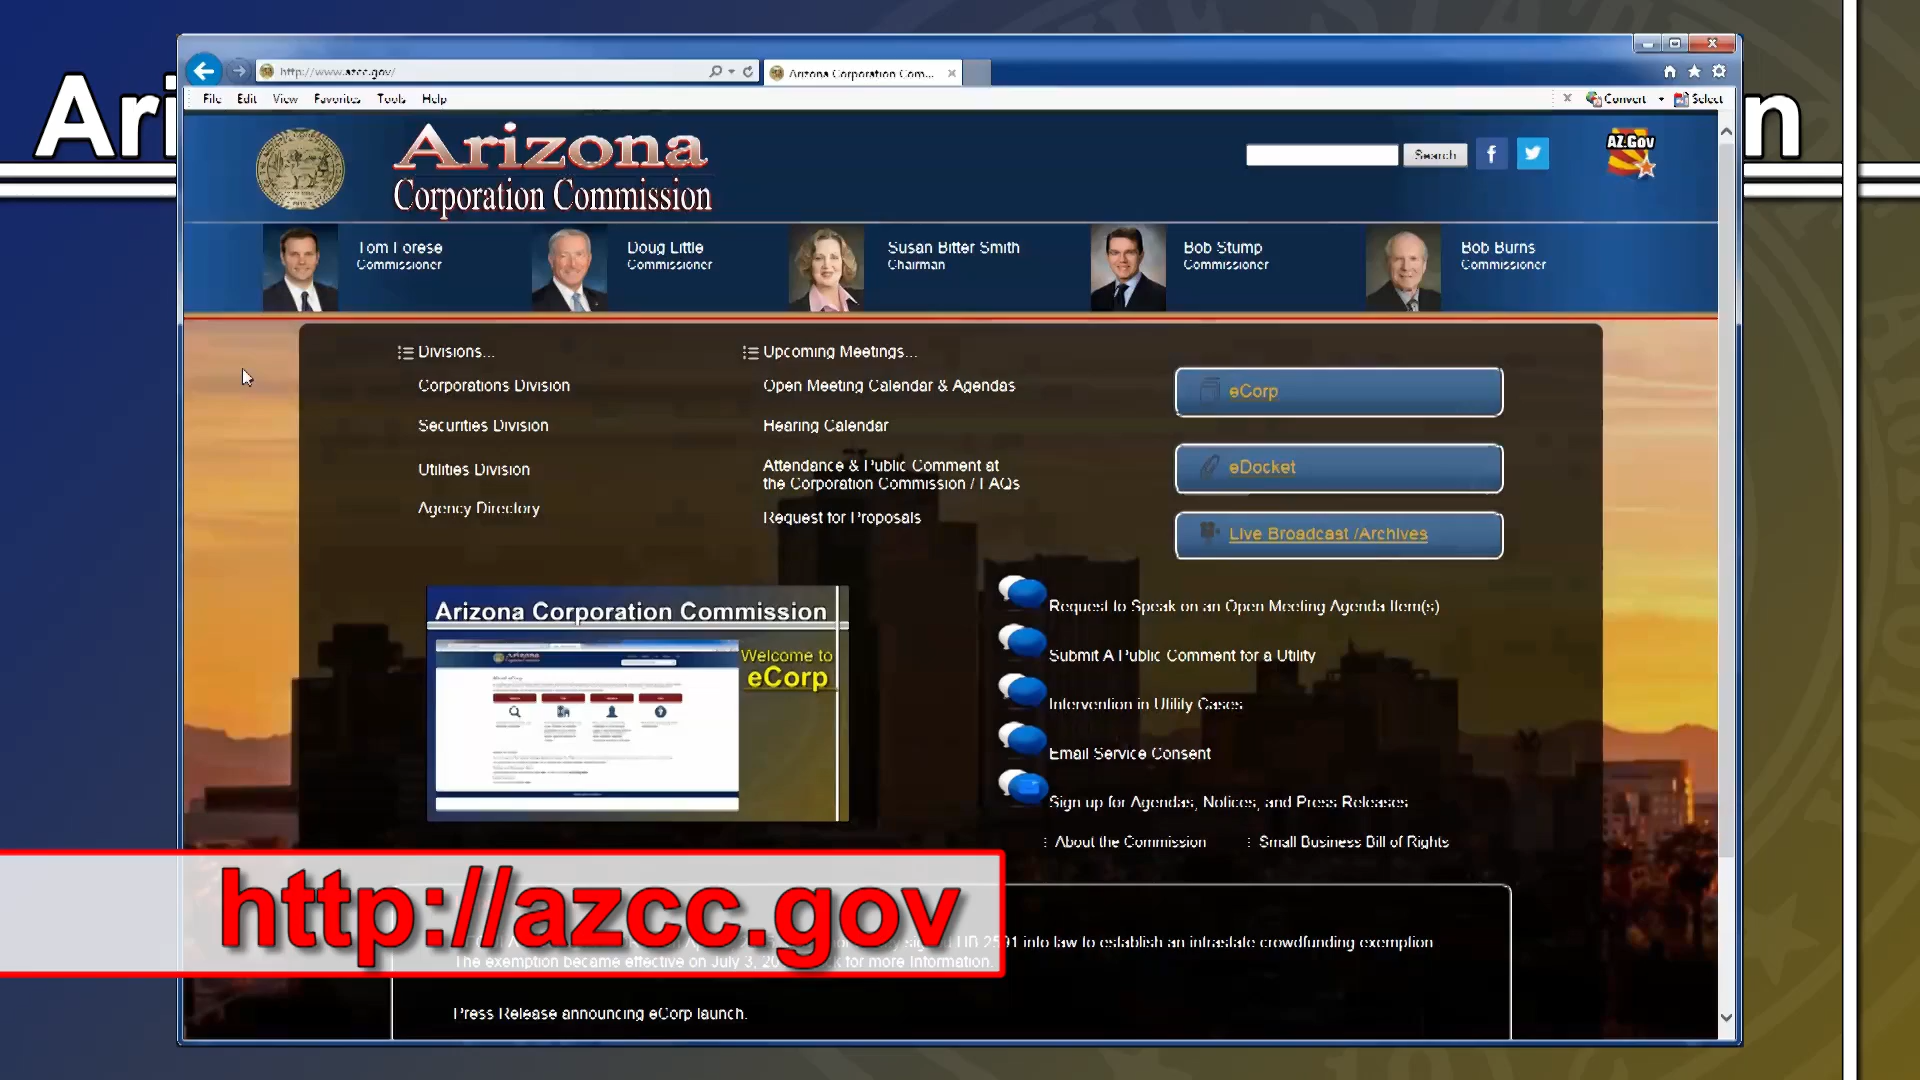 Ari
n
http://www.azcc.gov/
Arizona Corporation Com...
File Edit View Favorites Tools Help
Convert
Select
Arizona
Corporation Commission
Search
AZ.Gov
Tom Forese
Commissioner
Doug Little
Commissioner
Susan Bitter Smith
Chairman
Bob Stump
Commissioner
Bob Burns
Commissioner
Divisions...
Corporations Division
Securities Division
Utilities Division
Agency Directory
Upcoming Meetings...
Open Meeting Calendar & Agendas
Hearing Calendar
Attendance & Public Comment at
the Corporation Commission / FAQs
Request for Proposals
eCorp
eDocket
Live Broadcast /Archives
Arizona Corporation Commission
Welcome to
eCorp
Request to Speak on an Open Meeting Agenda Item(s)
Submit A Public Comment for a Utility
Intervention in Utility Cases
Email Service Consent
Sign up for Agendas, Notices, and Press Releases
About the Commission
Small Business Bill of Rights
http://azcc.gov
into law to establish an intrastate crowdfunding exemption
The exemption became effective on July 3, for more information.
Press Release announcing eCorp launch.